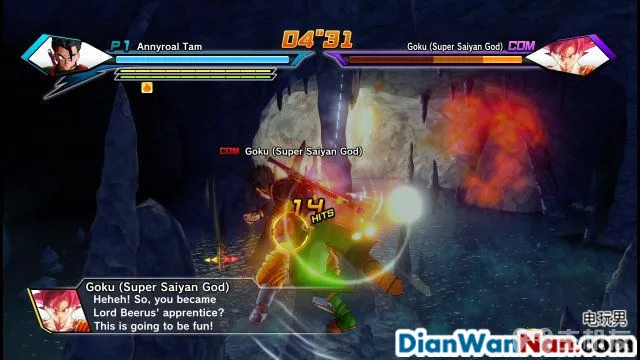 P1 Annyroal Tam
04"31
Goku (Super Saiyan God) COM
COM Goku (Super Saiyan God)
14
HITS
Goku (Super Saiyan God)
Heheh! So, you became
Lord Beerus' apprentice?
This is going to be fun!
电玩男
DianWanNan.com